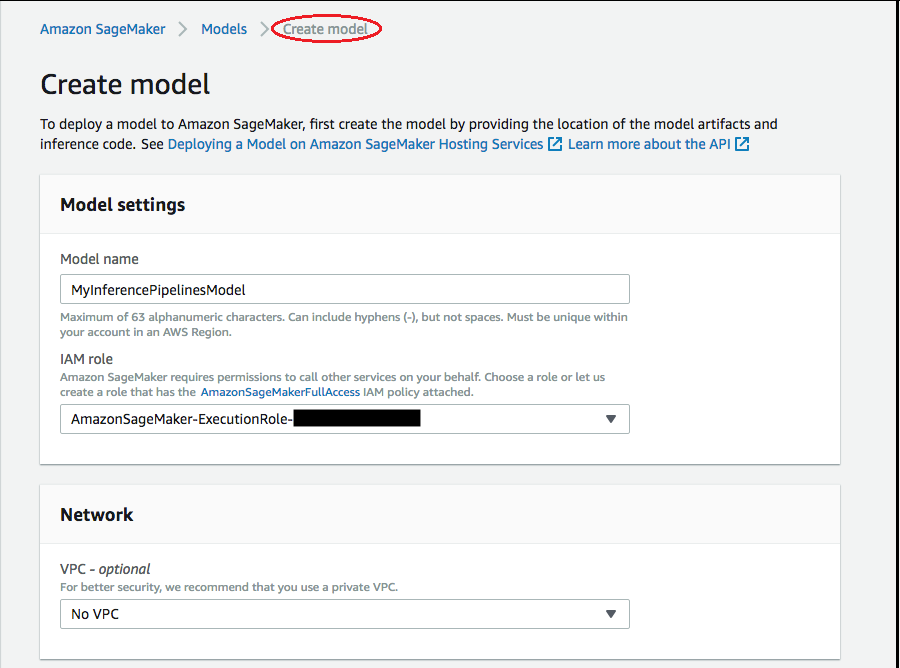 Amazon SageMaker > Models > Create model
Create model
To deploy a model to Amazon SageMaker, first create the model by providing the location of the model artifacts and
inference code. See Deploying a Model on Amazon SageMaker Hosting Services Learn more about the API
Model settings
Model name
MyInferencePipelinesModel
Maximum of 63 alphanumeric characters. Can include hyphens (-), but not spaces. Must be unique within
your account in an AWS Region.
IAM role
Amazon SageMaker requires permissions to call other services on your behalf. Choose a role or let us
create a role that has the AmazonSageMakerFullAccess IAM policy attached.
AmazonSageMaker-ExecutionRole-
Network
VPC - optional
For better security, we recommend that you use a private VPC.
No VPC